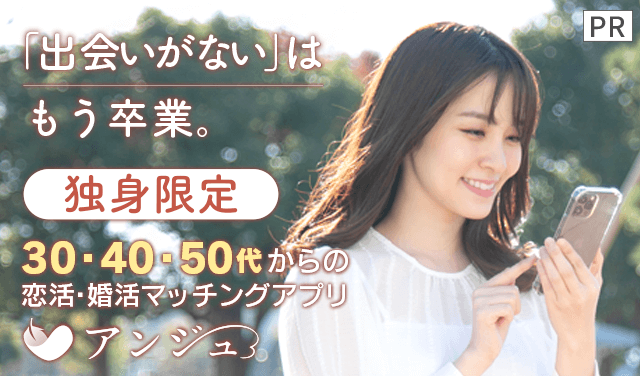 PR
「出会いがない」は
もう卒業。
独身限定
30・40・50代からの
恋活・婚活マッチングアプリ
アンジュ